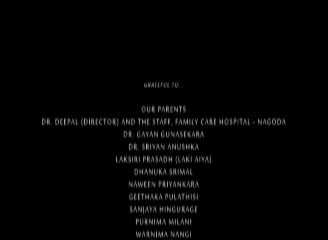 GRATEFUL TO..
OUR PARENTS
DR. DEEPAL (DIRECTOR) AND THE STAFF, FAMILY CARE HOSPITAL - NAGODA
DR. GAYAN GUNASEKARA
DR. SRIYAN ANUSHKA
LAKSIRI PRASADH (LAKI AIYA)
DHANUKA SRIMAL
NAWEEN PRIYANKARA
GEETHAKA PULATHISI
SANJAYA HINGURAGE
PURNIMA MILANI
WARNIMA NANGI